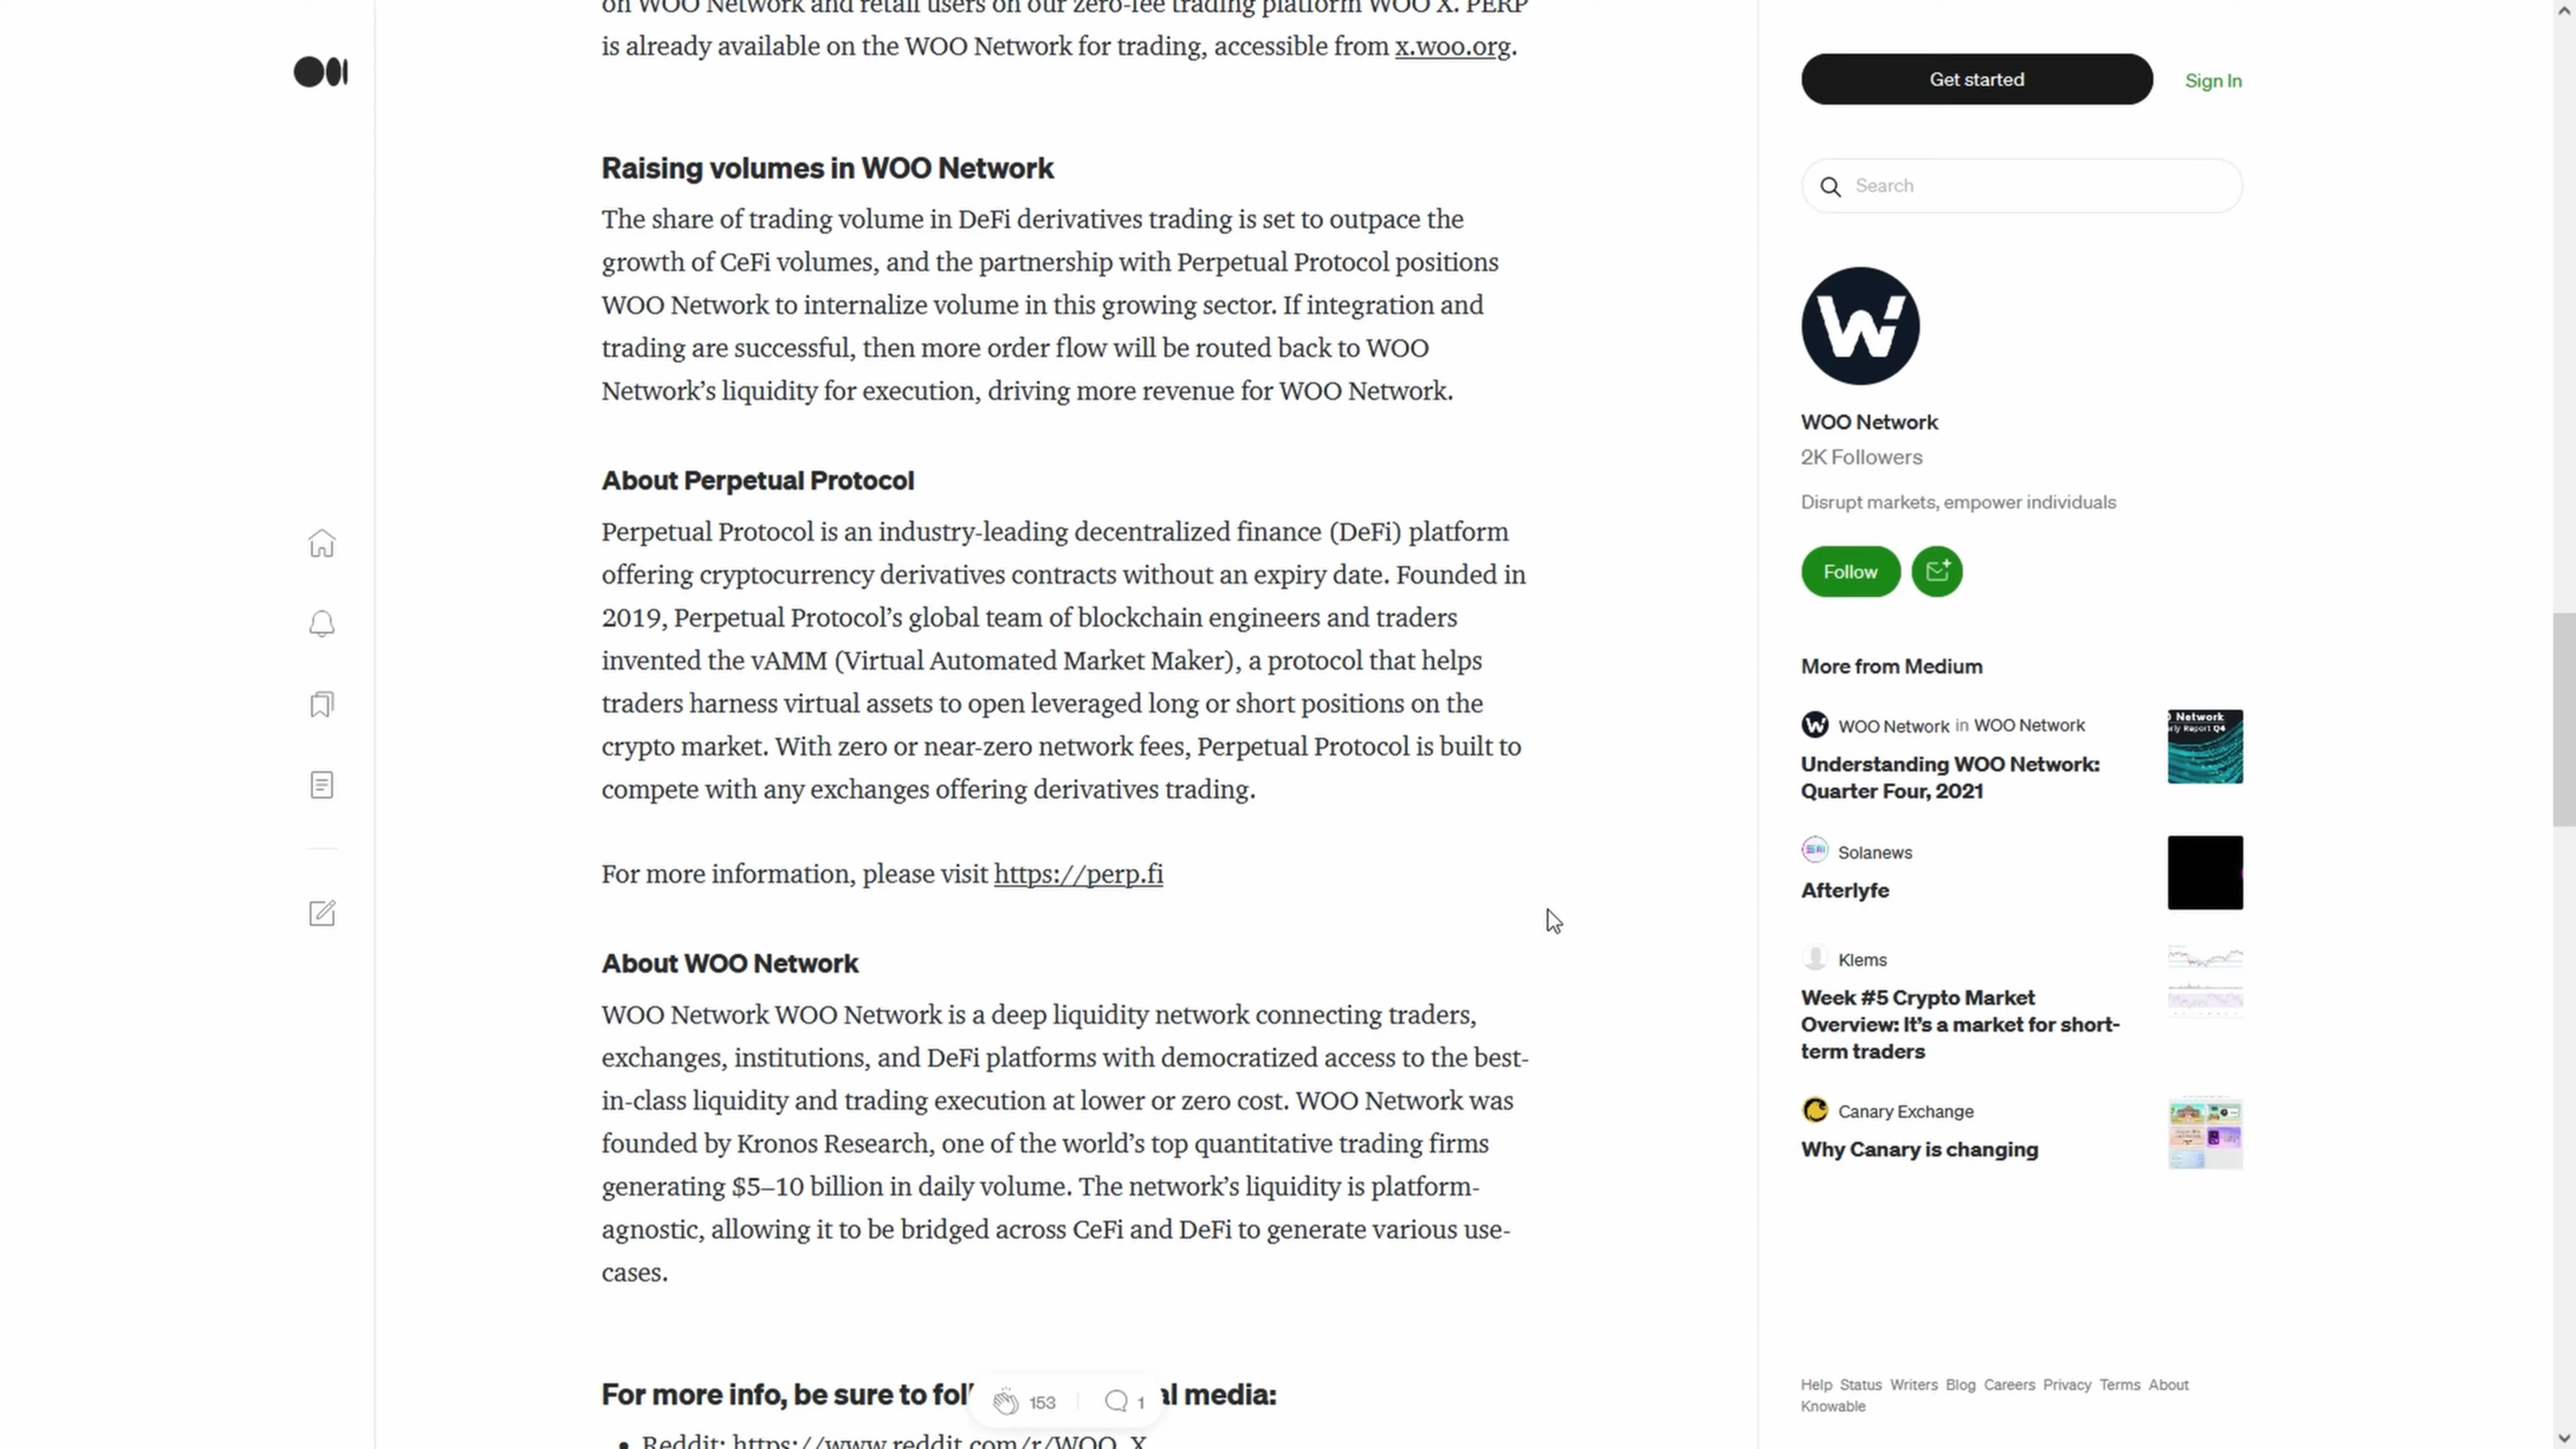 on WOO Network and retail users on our zero-fee trading platform WOO X. PERP
is already available on the WOO Network for trading, accessible from x.woo.org.
Raising volumes in WOO Network
The share of trading volume in DeFi derivatives trading is set to outpace the
growth of CeFi volumes, and the partnership with Perpetual Protocol positions
WOO Network to internalize volume in this growing sector. If integration and
trading are successful, then more order flow will be routed back to WOO
Network’s liquidity for execution, driving more revenue for WOO Network.
About Perpetual Protocol
Perpetual Protocol is an industry-leading decentralized finance (DeFi) platform
offering cryptocurrency derivatives contracts without an expiry date. Founded in
2019, Perpetual Protocol’s global team of blockchain engineers and traders
invented the vAMM (Virtual Automated Market Maker), a protocol that helps
traders harness virtual assets to open leveraged long or short positions on the
crypto market. With zero or near-zero network fees, Perpetual Protocol is built to
compete with any exchanges offering derivatives trading.
For more information, please visit https://perp.fi
About WOO Network
WOO Network WOO Network is a deep liquidity network connecting traders,
exchanges, institutions, and DeFi platforms with democratized access to the best-
in-class liquidity and trading execution at lower or zero cost. WOO Network was
founded by Kronos Research, one of the world’s top quantitative trading firms
generating $5–10 billion in daily volume. The network’s liquidity is platform-
agnostic, allowing it to be bridged across CeFi and DeFi to generate various use-
cases.
For more info, be sure to fol al media:
153 1
Reddit: https://www.reddit.com/r/WOO_X
Get started
Sign In
Search
WOO Network
2K Followers
Disrupt markets, empower individuals
Follow
More from Medium
WOO Network in WOO Network
Understanding WOO Network:
Quarter Four, 2021
Network
rly Report Q4
Solanews
Afterlyfe
Klems
Week #5 Crypto Market
Overview: It’s a market for short-
term traders
Canary Exchange
Why Canary is changing
Help Status Writers Blog Careers Privacy Terms About
Knowable